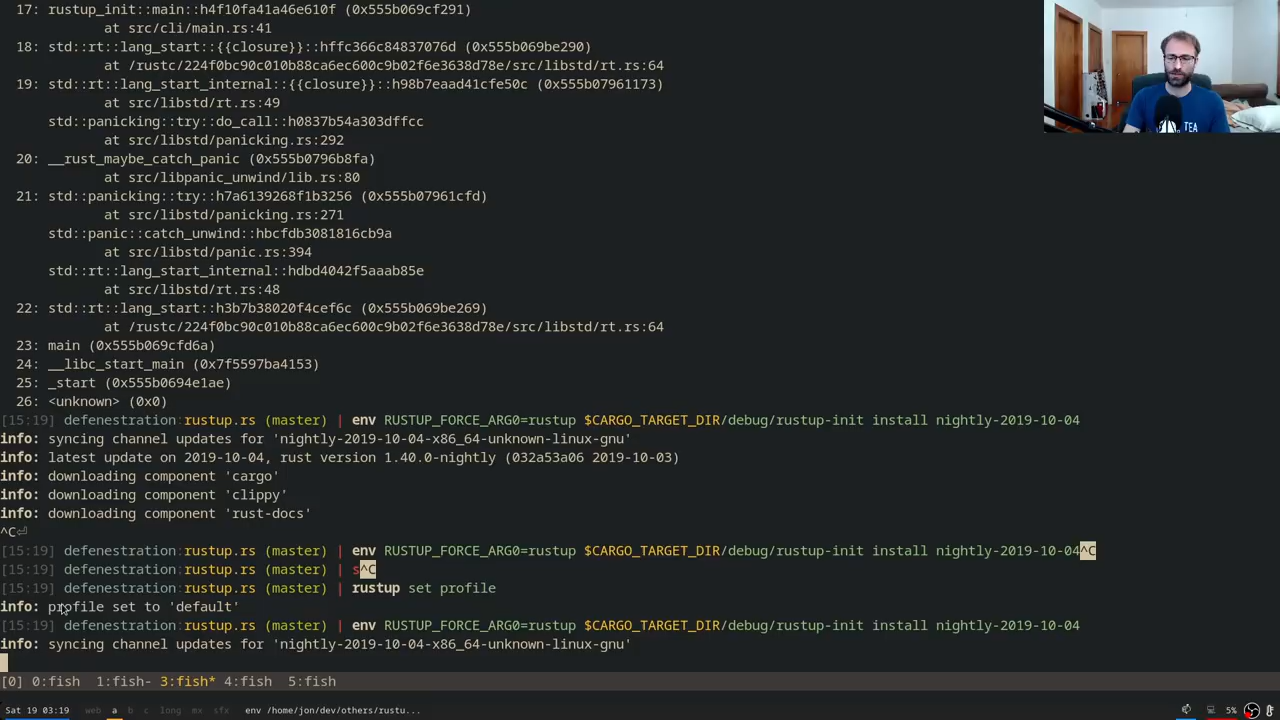 17: rustup_init::main::h4f10fa41a46e610f (0x555b069cf291)
at src/cli/main.rs:41
18: std::rt::lang_start::{{closure}}::hffc366c84837076d (0x555b069be290)
at /rustc/224f0bc90c010b88ca6ec600c9b02f6e3638d78e/src/libstd/rt.rs:64
19: std::rt::lang_start_internal::{{closure}}::h98b7eaad41cfe50c (0x555b07961173)
at src/libstd/rt.rs:49
std::panicking::try::do_call::h0837b54a303dffcc
at src/libstd/panicking.rs:292
20: __rust_maybe_catch_panic (0x555b0796b8fa)
at src/libpanic_unwind/lib.rs:80
21: std::panicking::try::h7a6139268f1b3256 (0x555b07961cfd)
at src/libstd/panicking.rs:271
std::panic::catch_unwind::hbcfdb3081816cb9a
at src/libstd/panic.rs:394
std::rt::lang_start_internal::hdbd4042f5aaab85e
at src/libstd/rt.rs:48
22: std::rt::lang_start::h3b7b38020f4cef6c (0x555b069be269)
at /rustc/224f0bc90c010b88ca6ec600c9b02f6e3638d78e/src/libstd/rt.rs:64
23: main (0x555b069cfd6a)
24: __libc_start_main (0x7f5597ba4153)
25: _start (0x555b0694e1ae)
26: <unknown> (0x0)
[15:19] defenestration:rustup.rs (master) | env RUSTUP_FORCE_ARG0=rustup $CARGO_TARGET_DIR/debug/rustup-init install nightly-2019-10-04
info: syncing channel updates for 'nightly-2019-10-04-x86_64-unknown-linux-gnu'
info: latest update on 2019-10-04, rust version 1.40.0-nightly (032a53a06 2019-10-03)
info: downloading component 'cargo'
info: downloading component 'clippy'
info: downloading component 'rust-docs'
^C⏎
[15:19] defenestration:rustup.rs (master) | env RUSTUP_FORCE_ARG0=rustup $CARGO_TARGET_DIR/debug/rustup-init install nightly-2019-10-04^C
[15:19] defenestration:rustup.rs (master) | s^C
[15:19] defenestration:rustup.rs (master) | rustup set profile
info: profile set to 'default'
[15:19] defenestration:rustup.rs (master) | env RUSTUP_FORCE_ARG0=rustup $CARGO_TARGET_DIR/debug/rustup-init install nightly-2019-10-04
info: syncing channel updates for 'nightly-2019-10-04-x86_64-unknown-linux-gnu'
[0] 0:fish 1:fish- 3:fish* 4:fish 5:fish
Sat 19 03:19 web a b c long mx sfx env /home/jon/dev/others/rustu... 5%
TEA